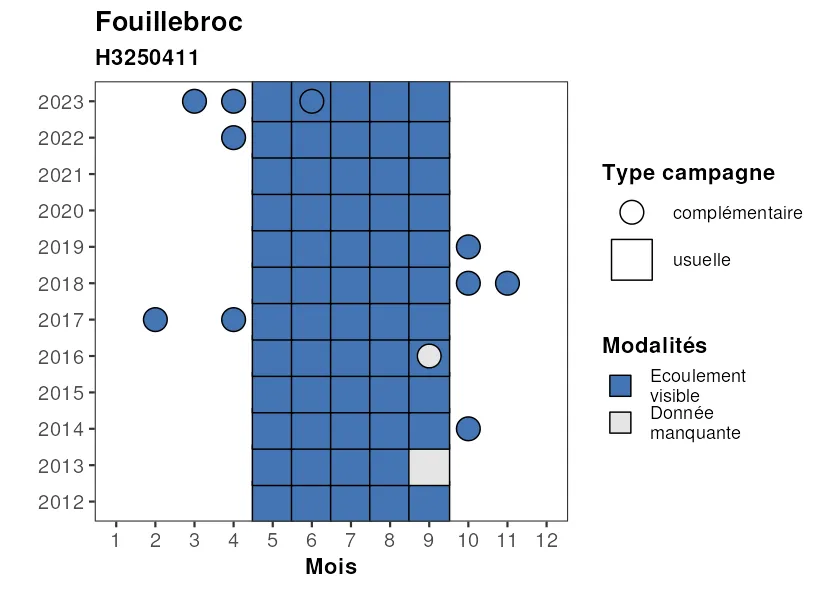 Fouillebroc
H3250411
2023
2022
2021
2020
2019
2018
2017
2016
2015
2014
2013
2012
1 2 3 4 5 6 7 8 9 10 11 12
Mois
Type campagne
complémentaire
usuelle
Modalités
Ecoulement
visible
Donnée
manquante